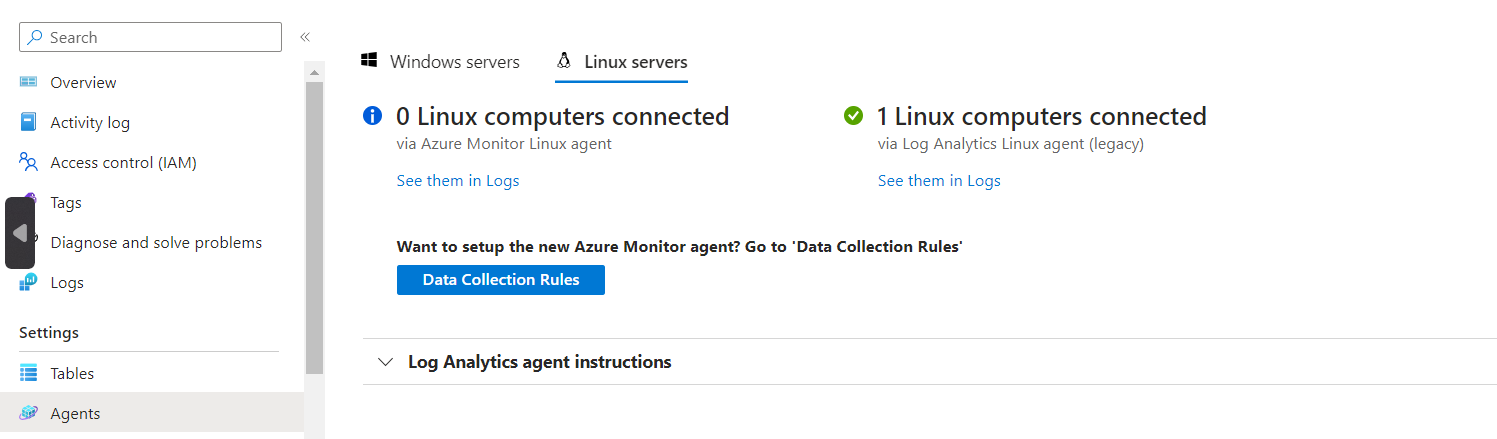 Search
Overview
Activity log
Access control (IAM)
Tags
Diagnose and solve problems
Logs
Settings
Tables
Agents
Windows servers
Linux servers
0 Linux computers connected
via Azure Monitor Linux agent
See them in Logs
1 Linux computers connected
via Log Analytics Linux agent (legacy)
See them in Logs
Want to setup the new Azure Monitor agent? Go to 'Data Collection Rules'
Data Collection Rules
Log Analytics agent instructions